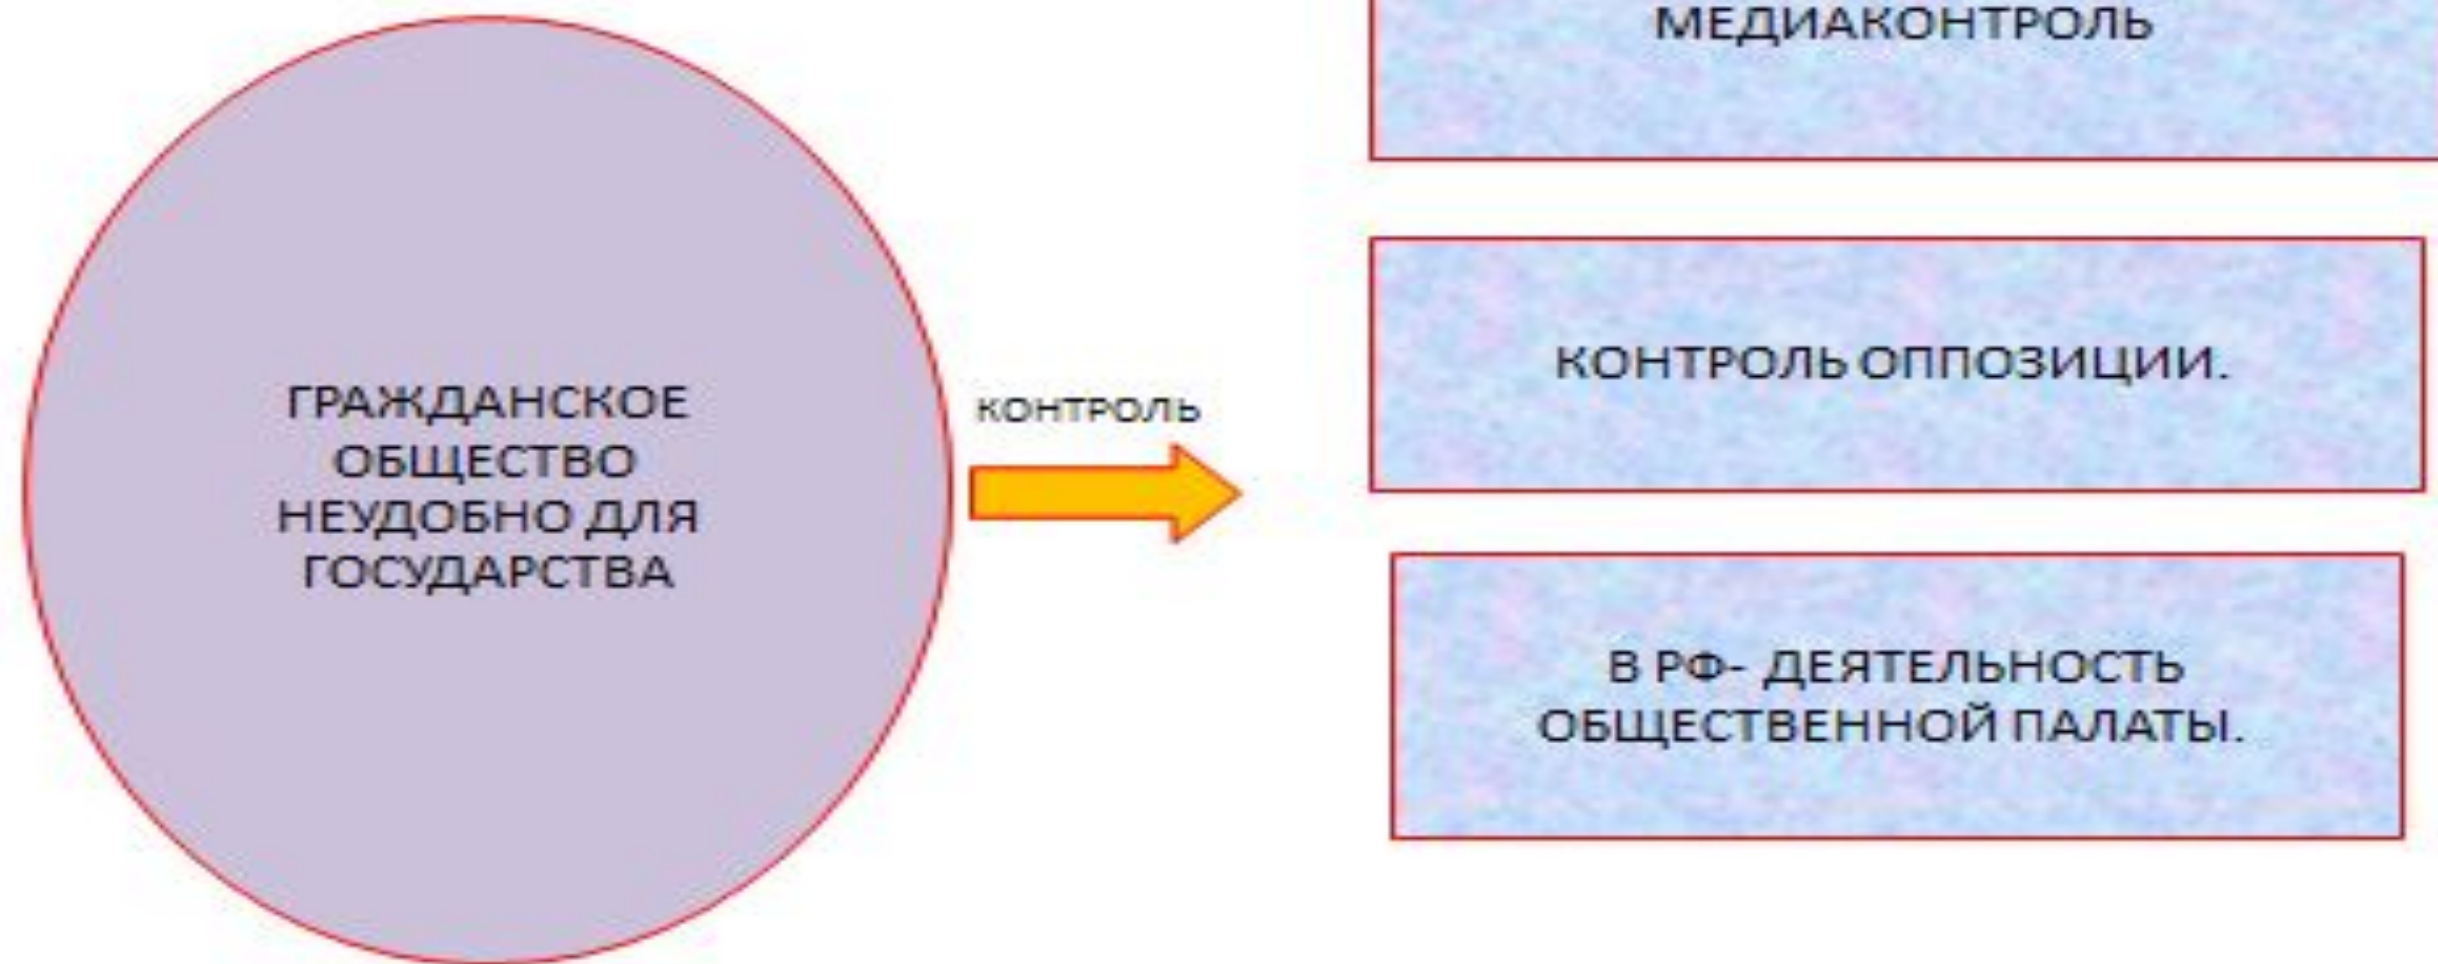 ГРАЖДАНСКОЕ
ОБЩЕСТВО
НЕУДОБНО ДЛЯ
ГОСУДАРСТВА
КОНТРОЛЬ
МЕДИАКОНТРОЛЬ
КОНТРОЛЬ ОППОЗИЦИИ.
В РФ- ДЕЯТЕЛЬНОСТЬ
ОБЩЕСТВЕННОЙ ПАЛАТЫ.